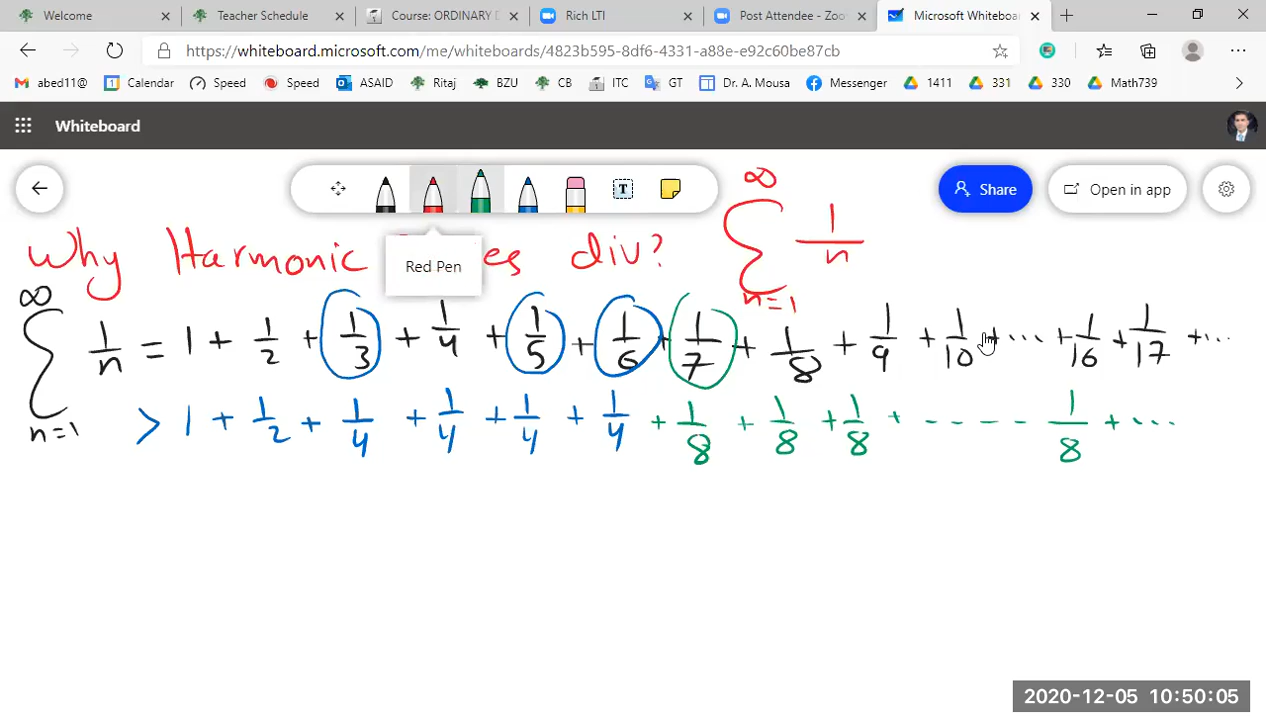 Welcome Teacher Schedule Course: ORDINARY D Rich LTI Post Attendee - Zoo Microsoft Whiteboa
https://whiteboard.microsoft.com/me/whiteboards/4823b595-8df6-4331-a88e-e92c60be87cb
abed11@ Calendar Speed Speed ASAID Ritaj BZU CB ITC GT Dr. A. Mousa Messenger 1411 331 330 Math739
Whiteboard
T Share Open in app
Why Harmonic es div? ∞ Σ n=1 1/n
Red Pen
∞ Σ n=1 1/n = 1 + 1/2 + 1/3 + 1/4 + 1/5 + 1/6 + 1/7 + 1/8 + 1/9 + 1/10 + ... + 1/16 + 1/17 + ...
> 1 + 1/2 + 1/4 + 1/4 + 1/4 + 1/4 + 1/8 + 1/8 + 1/8 + ---- 1/8 + ...
2020-12-05 10:50:05